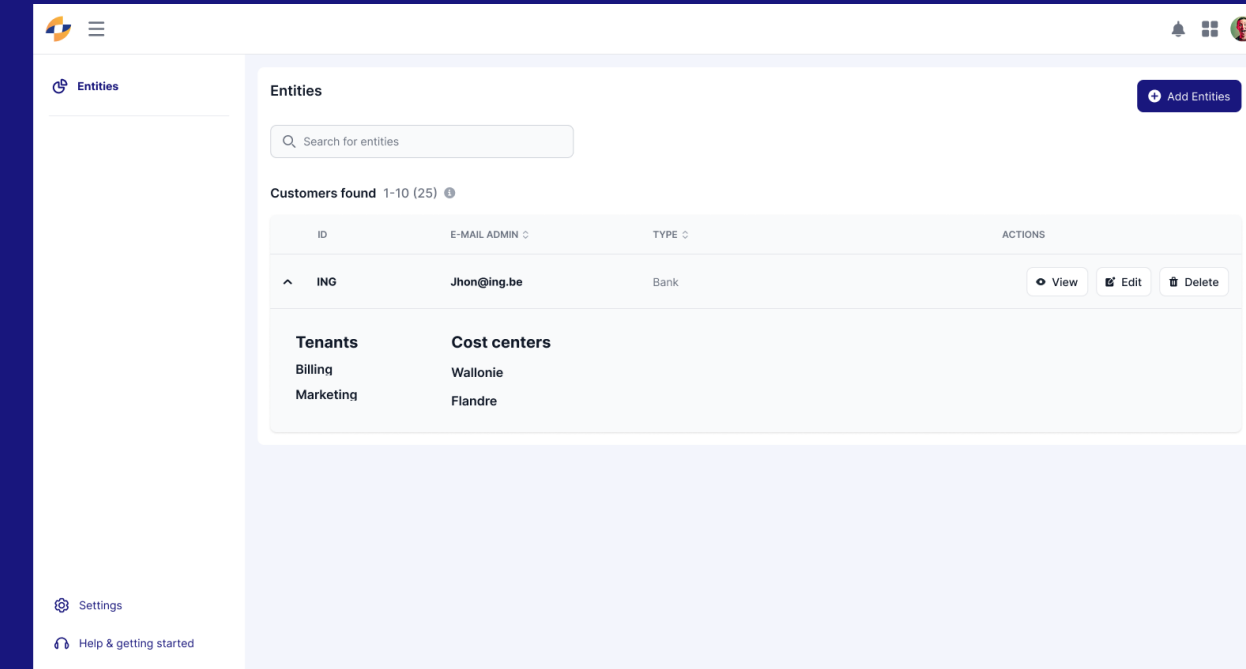 Entities
Entities
Add Entities
Search for entities
Customers found 1-10 (25)
ID E-MAIL ADMIN TYPE ACTIONS
ING Jhon@ing.be Bank View Edit Delete
Tenants Cost centers
Billing Wallonie
Marketing Flandre
Settings
Help & getting started